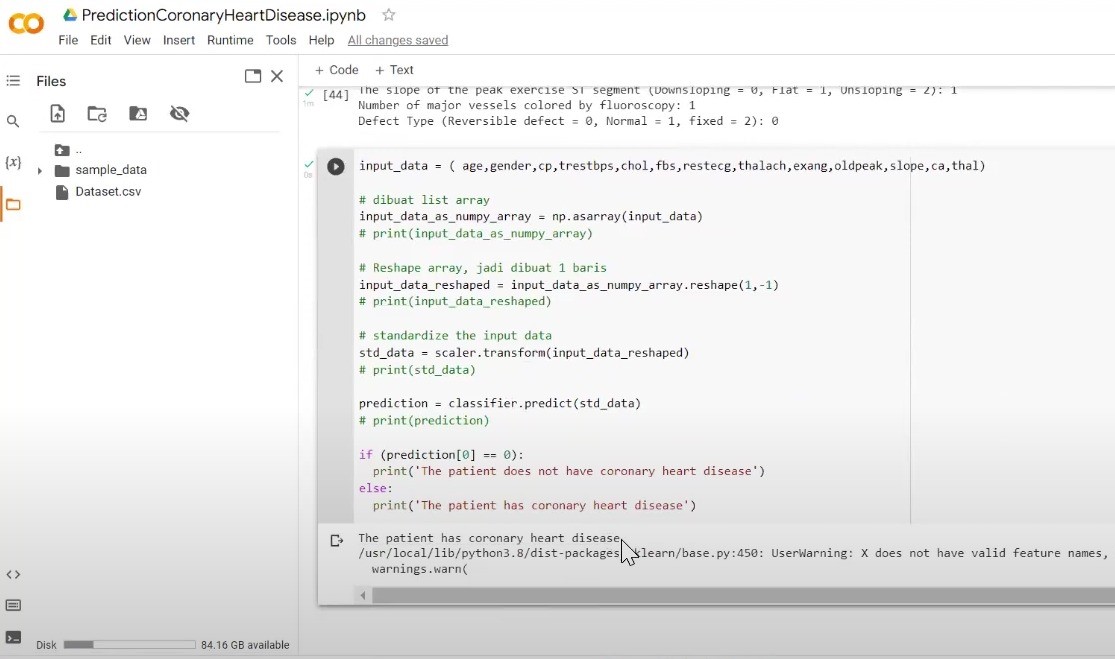 PredictionCoronaryHeartDisease.ipynb
File Edit View Insert Runtime Tools Help All changes saved
Files
+ Code + Text
..
sample_data
Dataset.csv
[44]
1m
The slope of the peak exercise ST segment (Downsloping = 0, Flat = 1, Unsloping = 2): 1
Number of major vessels colored by fluoroscopy: 1
Defect Type (Reversible defect = 0, Normal = 1, fixed = 2): 0
0s
input_data = ( age,gender,cp,trestbps,chol,fbs,restecg,thalach,exang,oldpeak,slope,ca,thal)
# dibuat list array
input_data_as_numpy_array = np.asarray(input_data)
# print(input_data_as_numpy_array)
# Reshape array, jadi dibuat 1 baris
input_data_reshaped = input_data_as_numpy_array.reshape(1,-1)
# print(input_data_reshaped)
# standardize the input data
std_data = scaler.transform(input_data_reshaped)
# print(std_data)
prediction = classifier.predict(std_data)
# print(prediction)
if (prediction[0] == 0):
print('The patient does not have coronary heart disease')
else:
print('The patient has coronary heart disease')
The patient has coronary heart disease
/usr/local/lib/python3.8/dist-packages klearn/base.py:450: UserWarning: X does not have valid feature names,
warnings.warn(
{x}
<>
Disk 84.16 GB available